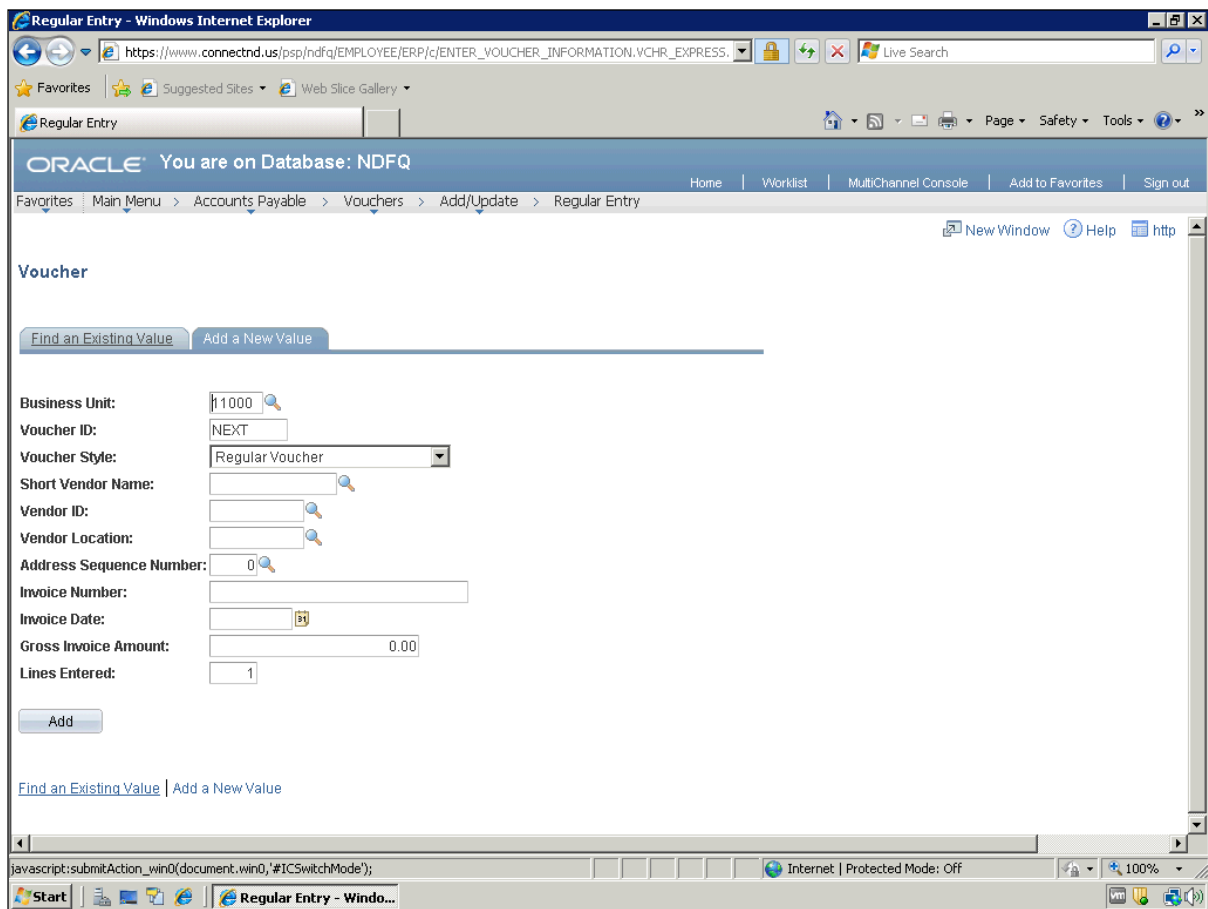 Regular Entry - Windows Internet Explorer
https://www.connectnd.us/psp/ndfq/EMPLOYEE/ERP/c/ENTER_VOUCHER_INFORMATION.VCHR_EXPRESS. Live Search
Favorites Suggested Sites Web Slice Gallery
Regular Entry Page Safety Tools »
ORACLE You are on Database: NDFQ
Home | Worklist | MultiChannel Console | Add to Favorites | Sign out
Favorites Main Menu > Accounts Payable > Vouchers > Add/Update > Regular Entry
New Window ? Help http
Voucher
Find an Existing Value Add a New Value
Business Unit: 11000
Voucher ID: NEXT
Voucher Style: Regular Voucher
Short Vendor Name:
Vendor ID:
Vendor Location:
Address Sequence Number: 0
Invoice Number:
Invoice Date: 31
Gross Invoice Amount: 0.00
Lines Entered: 1
Add
Find an Existing Value | Add a New Value
javascript:submitAction_win0(document.win0,'#ICSwitchMode'); Internet | Protected Mode: Off 100%
Start Regular Entry - Windo... vm